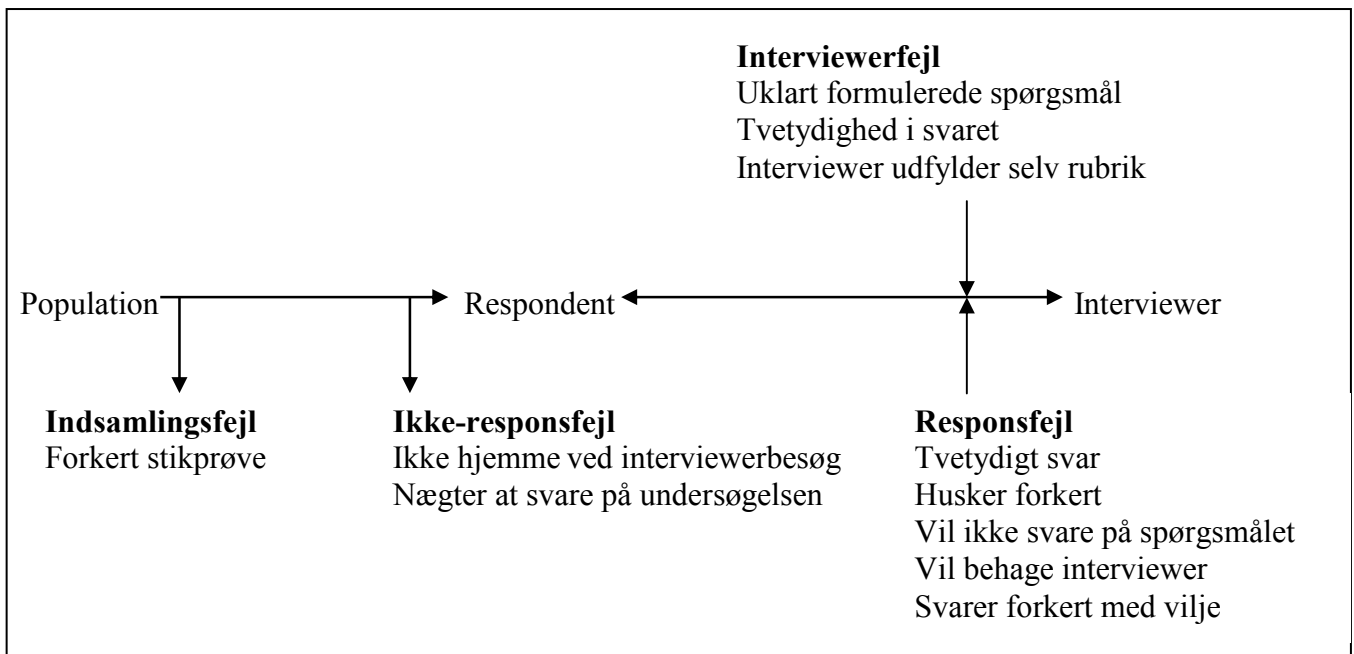 Interviewerfejl
Uklart formulerede spørgsmål
Tvetydighed i svaret
Interviewer udfylder selv rubrik
Population
Respondent
Interviewer
Indsamlingsfejl
Forkert stikprøve
Ikke-responsfejl
Ikke hjemme ved interviewerbesøg
Nægter at svare på undersøgelsen
Responsfejl
Tvetydigt svar
Husker forkert
Vil ikke svare på spørgsmålet
Vil behage interviewer
Svarer forkert med vilje